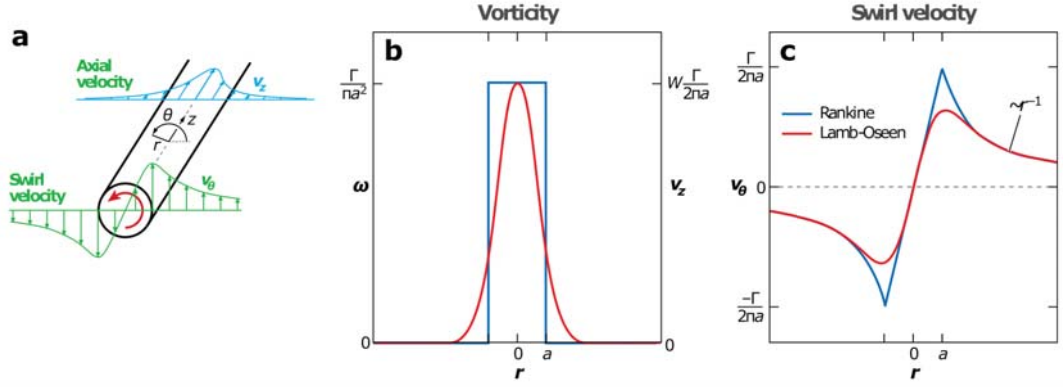 Vorticity
Swirl velocity
a
Axial
velocity
v_z
θ
z
r
Swirl
velocity
v_θ
b
Γ
πa²
W Γ
2πa
ω
v_z
0
0
0
a
r
c
Γ
2πa
Rankine
Lamb-Oseen
~r⁻¹
v_θ
0
-Γ
2πa
0
a
r